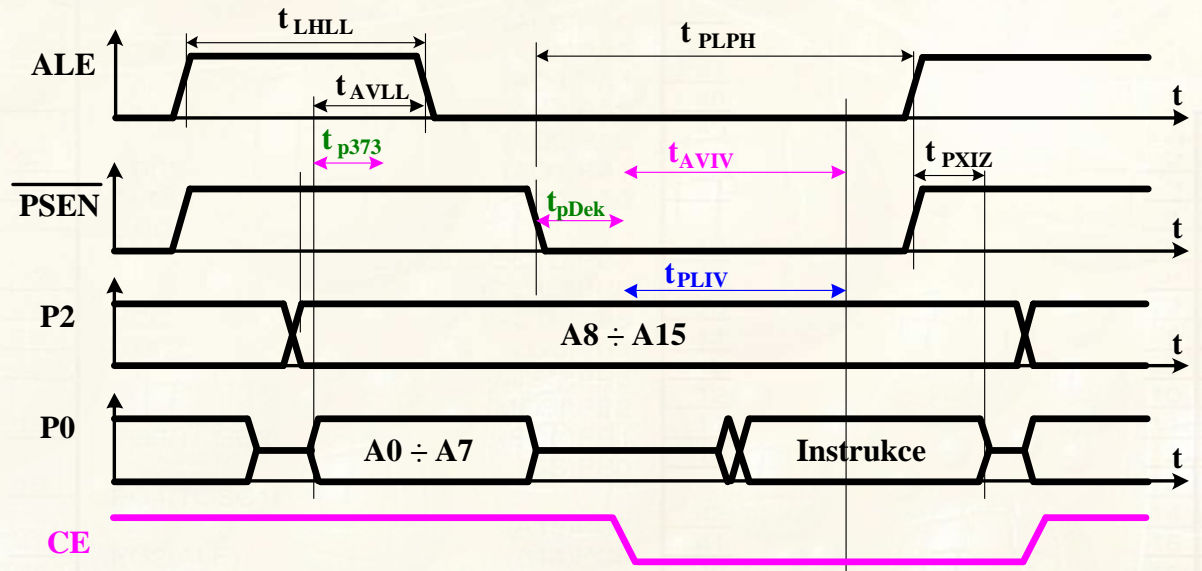 t LHLL
t PLPH
ALE
t AVLL
t
t p373
t AVIV
t PXIZ
PSEN
t pDek
t
t PLIV
P2
A8 ÷ A15
t
P0
A0 ÷ A7
Instrukce
t
CE